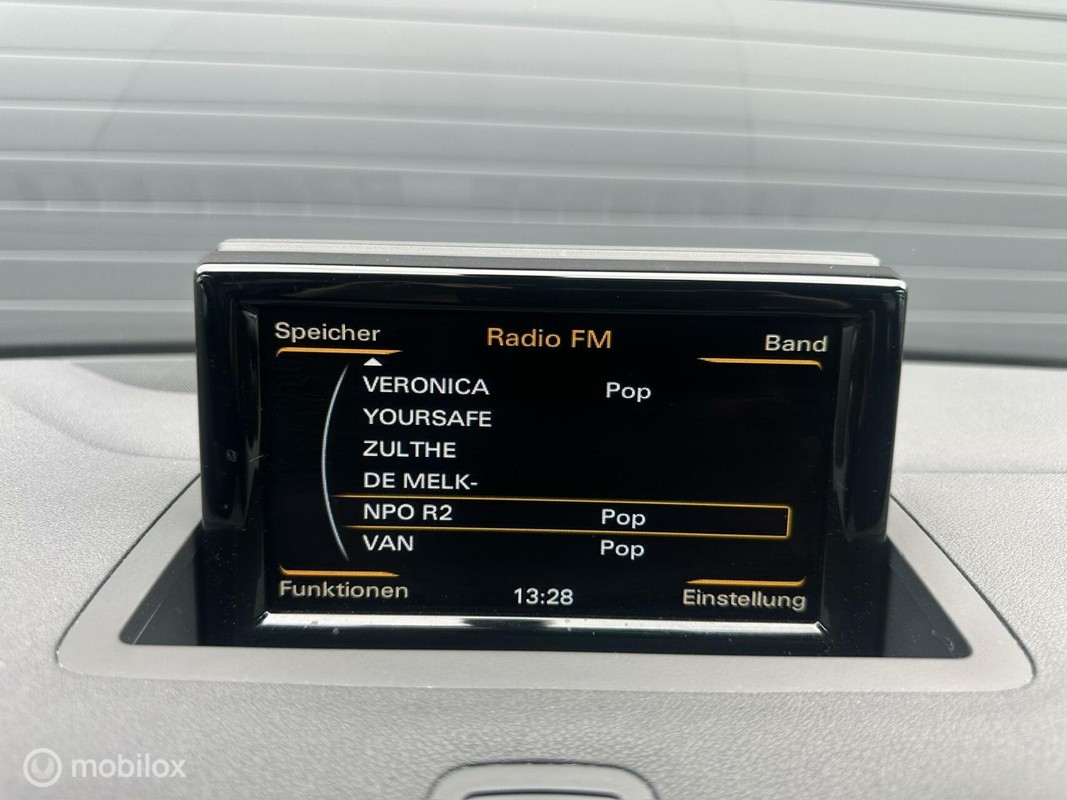 Speicher Radio FM Band
VERONICA Pop
YOURSAFE
ZULTHE
DE MELK-
NPO R2 Pop
VAN Pop
Funktionen 13:28 Einstellung
mobilox